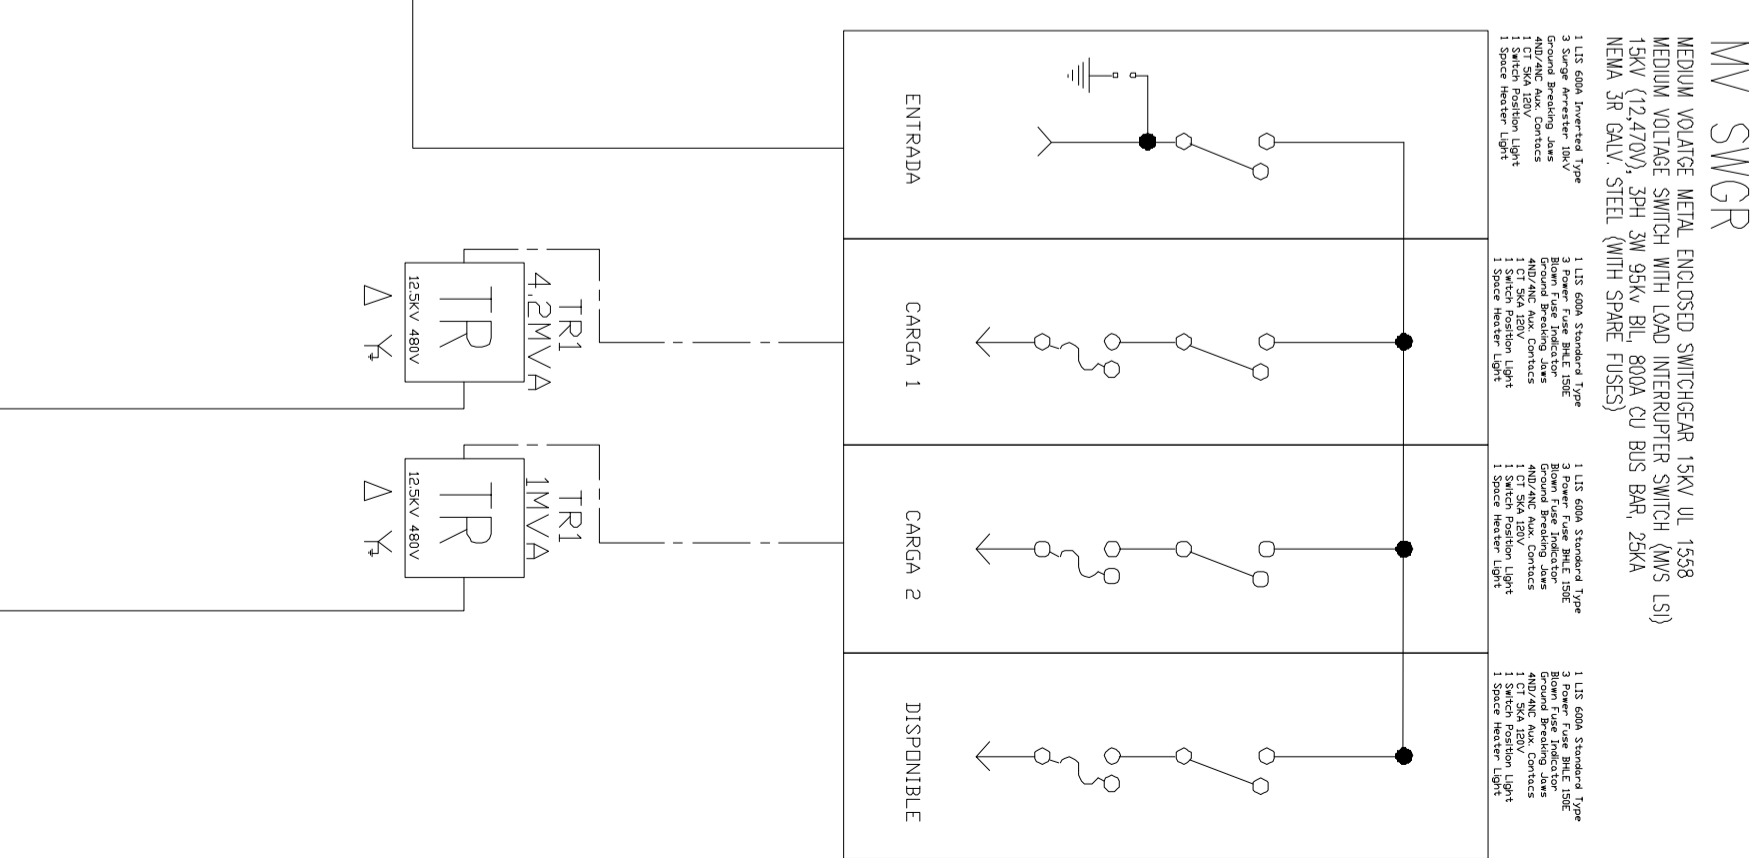 MV SWGR
MEDIUM VOLATGE METAL ENCLOSED SWITCHGEAR 15KV UL 1558
MEDIUM VOLTAGE SWITCH WITH LOAD INTERRUPTER SWITCH (MVS LSI)
15KV (12,470V), 3PH 3W 95Kv BIL, 800A CU BUS BAR, 25KA
NEMA 3R GALV. STEEL (WITH SPARE FUSES)
1 LIS 600A Inverted Type
3 Surge Arrester 10kV
Ground Breaking Jaws
4NO/4NC Aux. Contacs
1 CT 5KA 120V
1 Switch Position Light
1 Space Heater Light
1 LIS 600A Standard Type
3 Power Fuse BHLE 150E
Blown Fuse Indicator
Ground Breaking Jaws
4NO/4NC Aux. Contacs
1 CT 5KA 120V
1 Switch Position Light
1 Space Heater Light
1 LIS 600A Standard Type
3 Power Fuse BHLE 150E
Blown Fuse Indicator
Ground Breaking Jaws
4NO/4NC Aux. Contacs
1 CT 5KA 120V
1 Switch Position Light
1 Space Heater Light
1 LIS 600A Standard Type
3 Power Fuse BHLE 150E
Blown Fuse Indicator
Ground Breaking Jaws
4NO/4NC Aux. Contacs
1 CT 5KA 120V
1 Switch Position Light
1 Space Heater Light
ENTRADA
CARGA 1
CARGA 2
DISPONIBLE
TR1
4.2MVA
TR
12.5KV 480V
TR1
1MVA
TR
12.5KV 480V